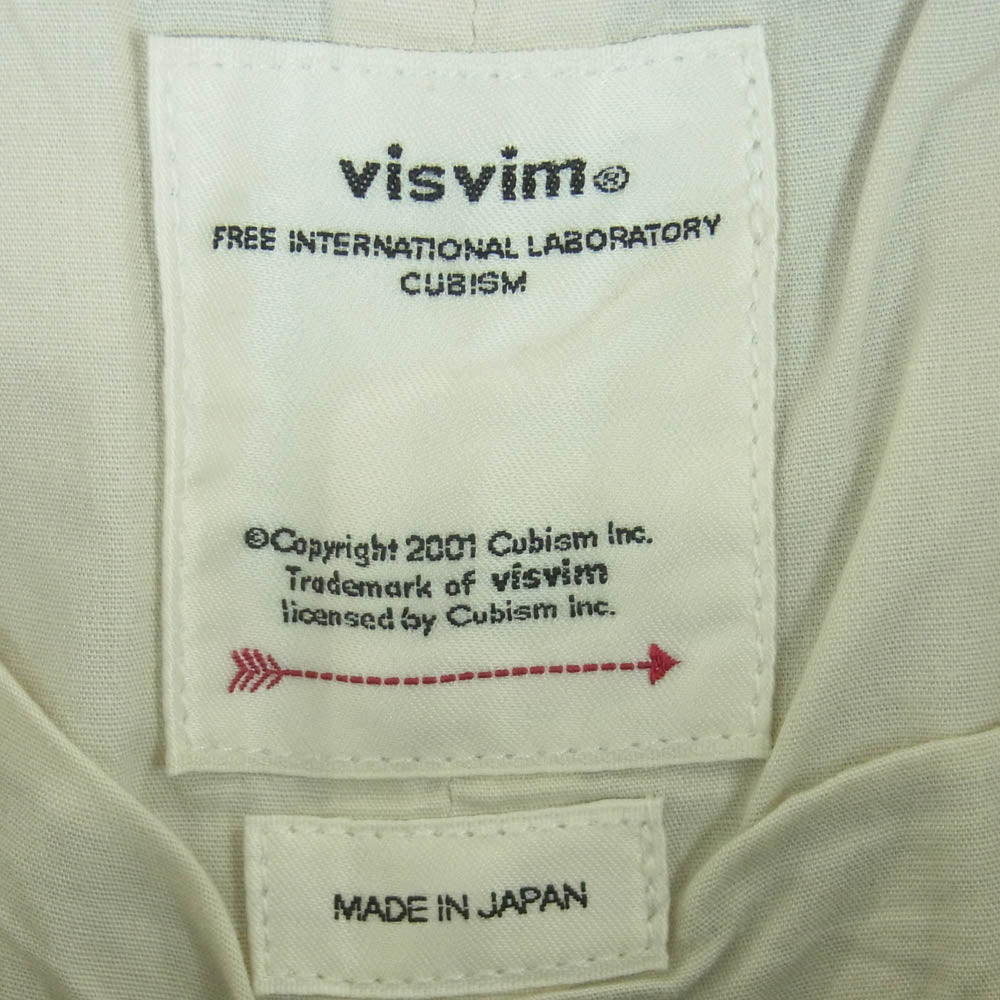 visvim®
FREE INTERNATIONAL LABORATORY
CUBISM
©Copyright 2001 Cubism Inc.
Trademark of visvim
licensed by Cubism Inc.
MADE IN JAPAN